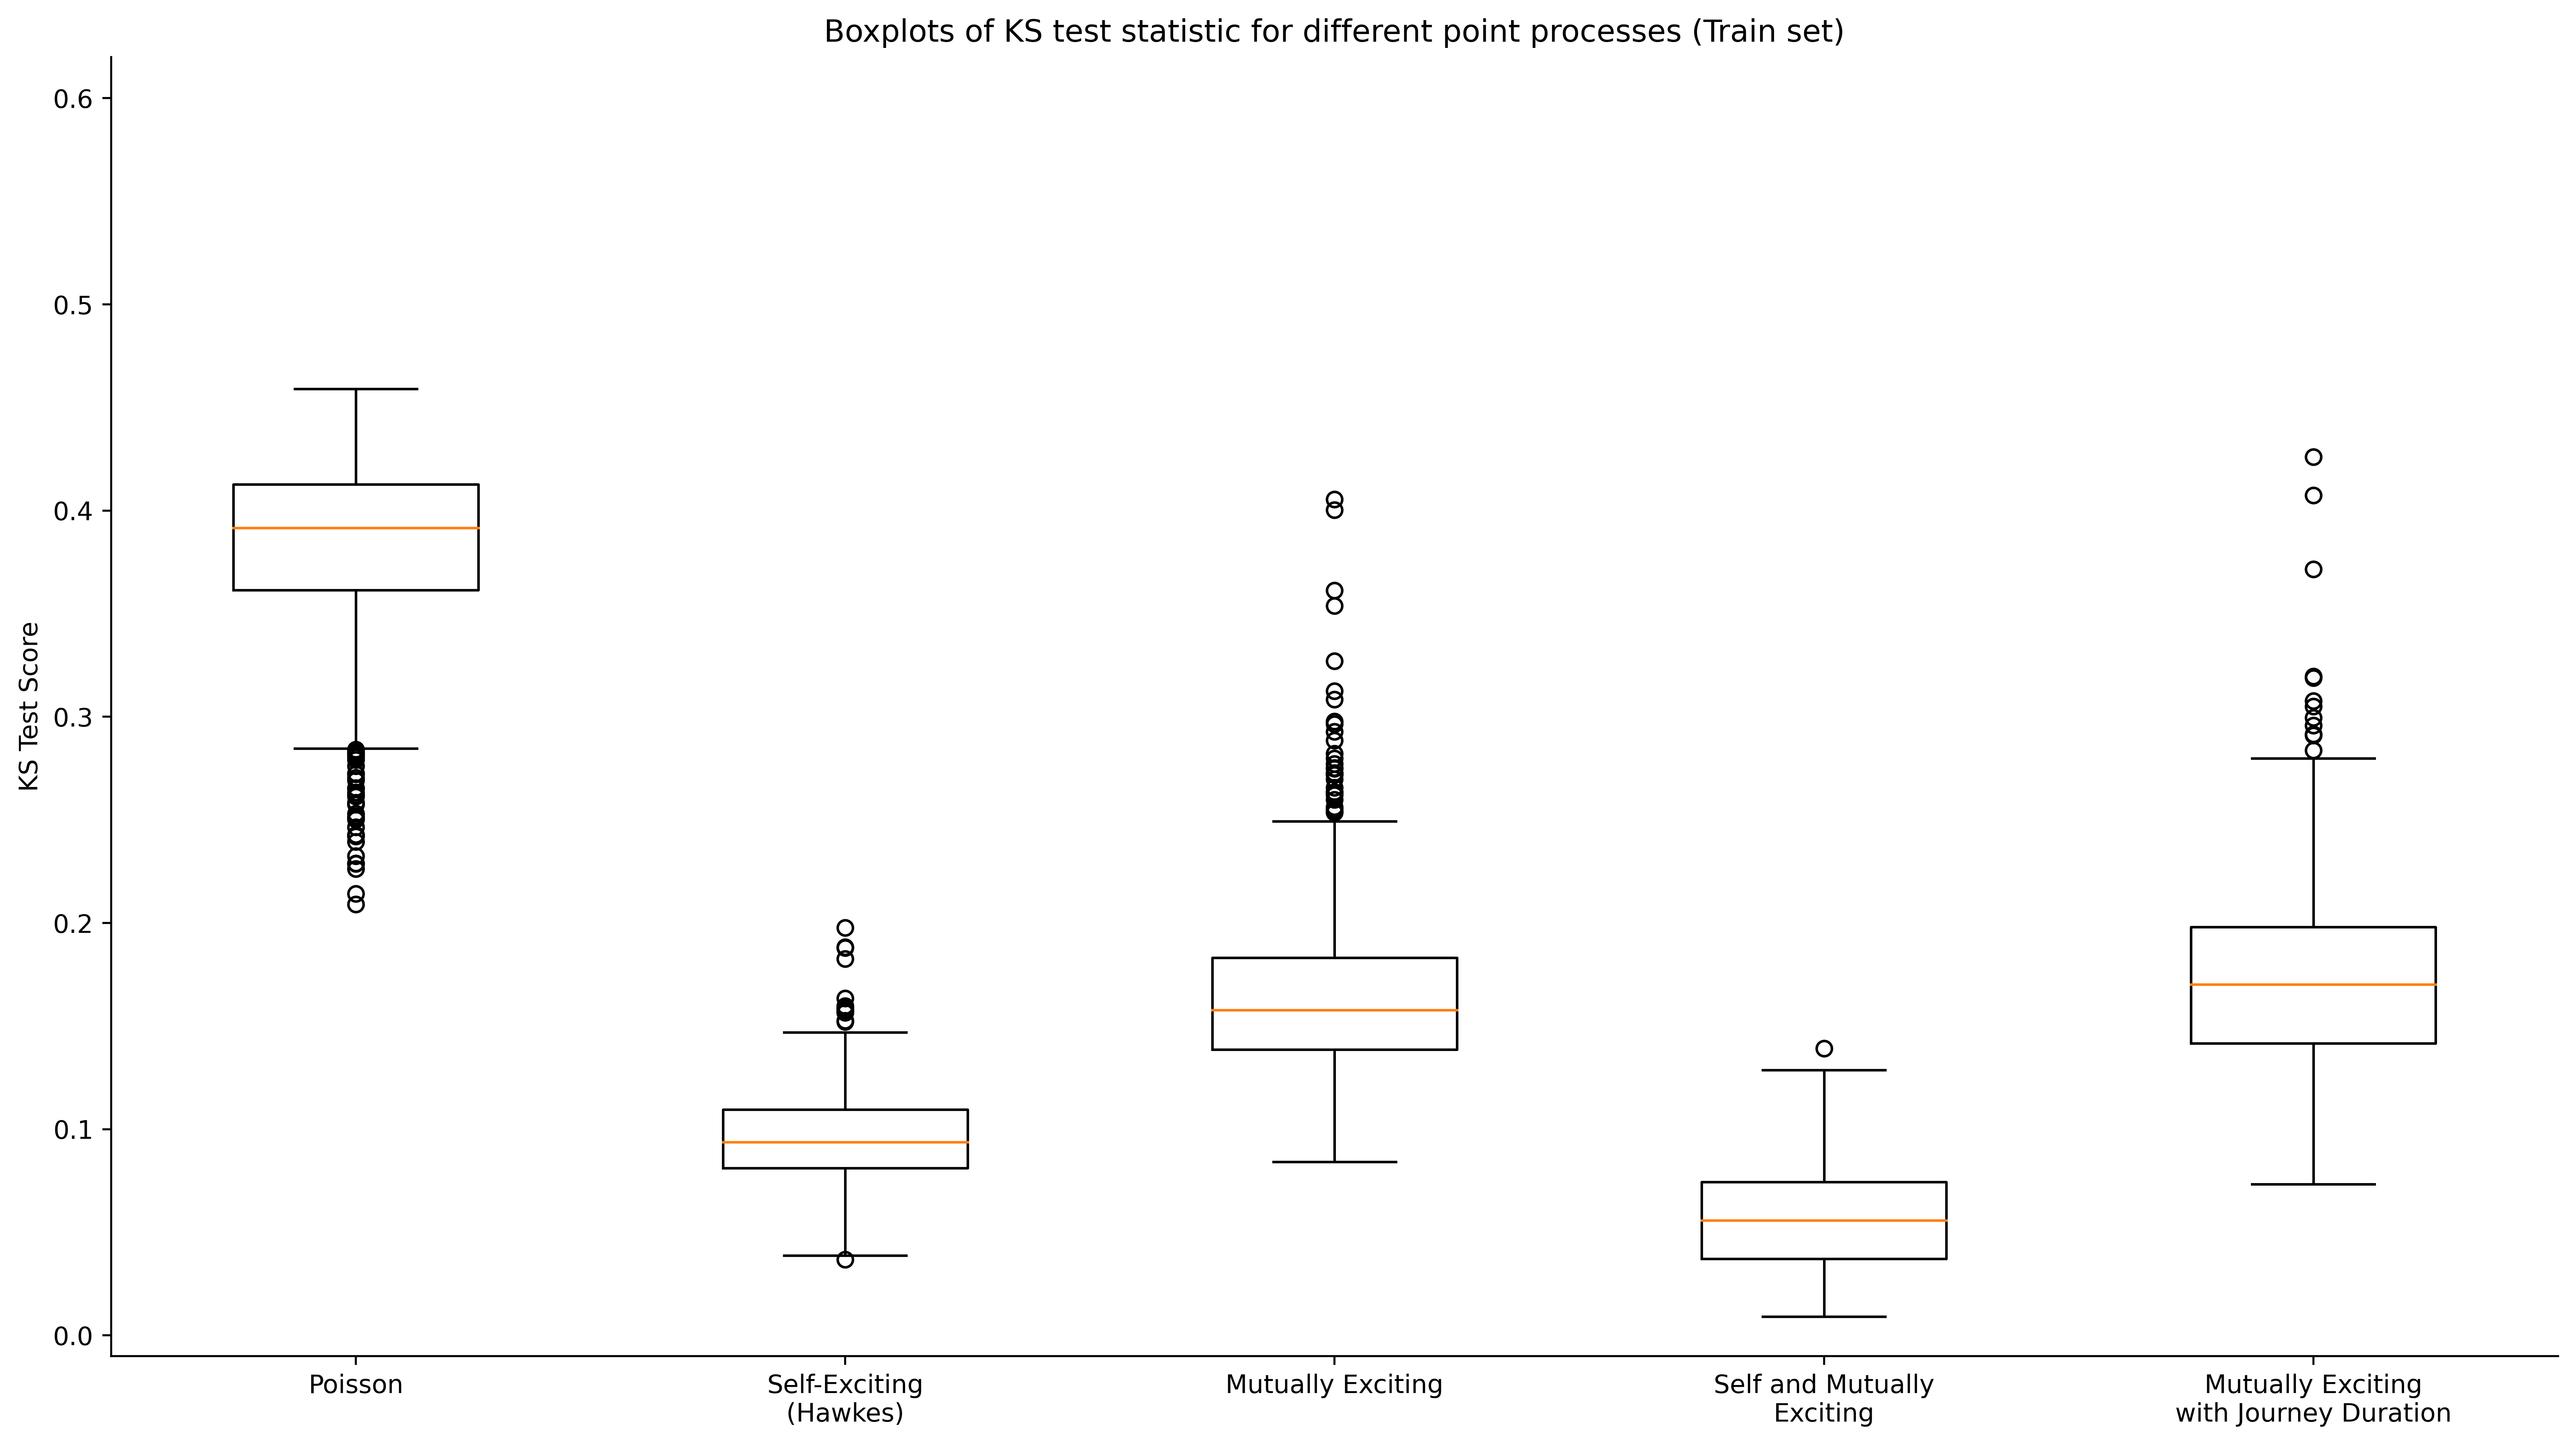 Boxplots of KS test statistic for different point processes (Train set)
KS Test Score
0.6
0.5
0.4
0.3
0.2
0.1
0.0
Poisson
Self-Exciting
(Hawkes)
Mutually Exciting
Self and Mutually
Exciting
Mutually Exciting
with Journey Duration